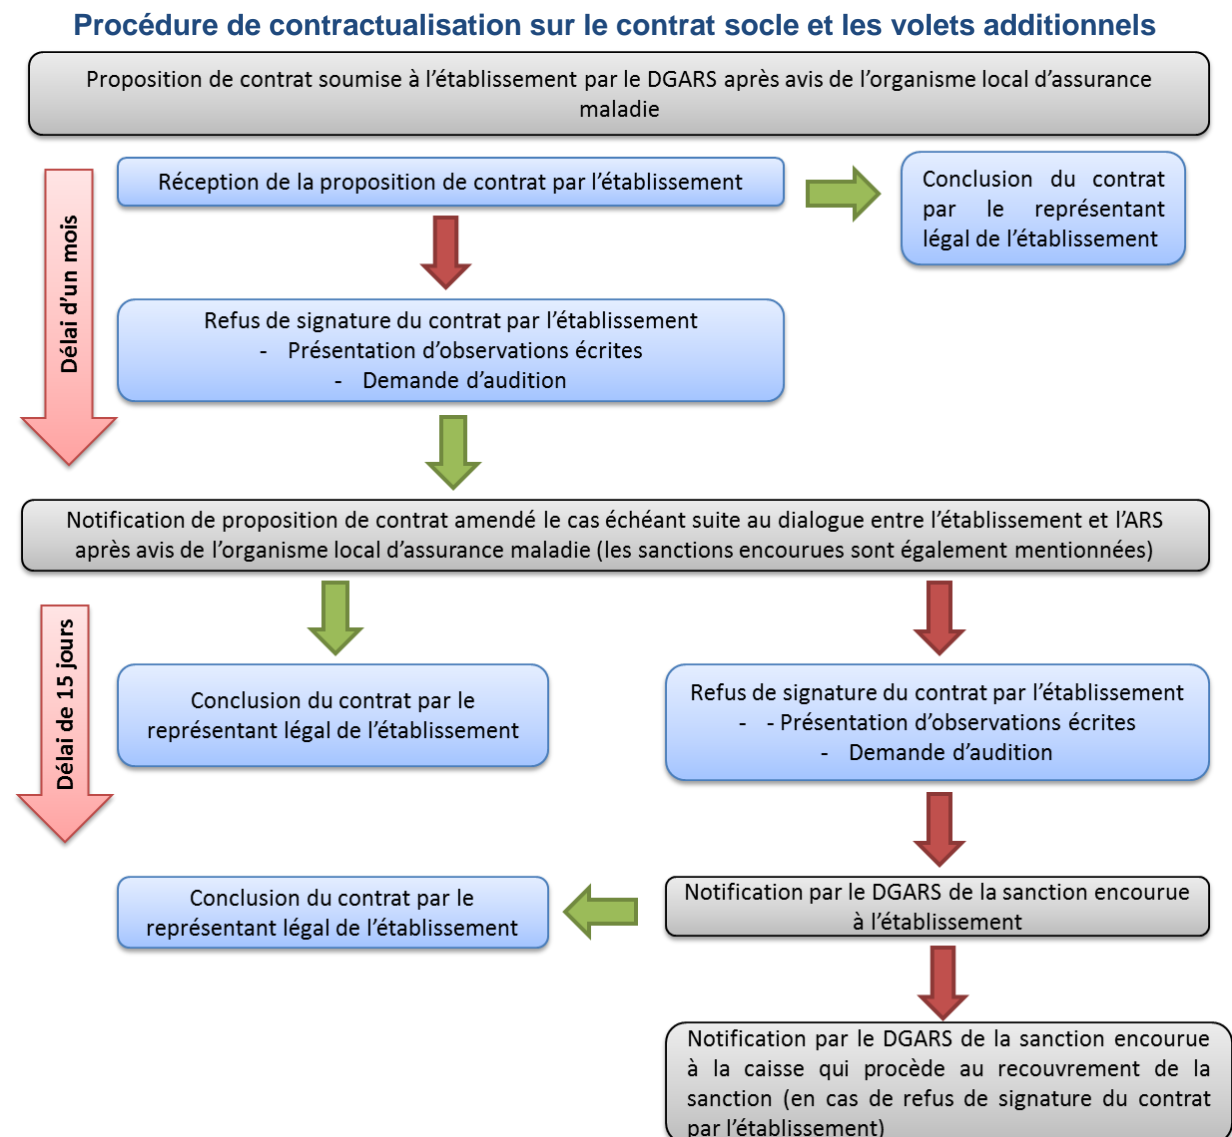 Procédure de contractualisation sur le contrat socle et les volets additionnels
Proposition de contrat soumise à l'établissement par le DGARS après avis de l'organisme local d'assurance
maladie
Délai d'un mois
Réception de la proposition de contrat par l'établissement
Conclusion du contrat
par le représentant
légal de l'établissement
Refus de signature du contrat par l'établissement
- Présentation d'observations écrites
- Demande d'audition
Notification de proposition de contrat amendé le cas échéant suite au dialogue entre l'établissement et l'ARS
après avis de l'organisme local d'assurance maladie (les sanctions encourues sont également mentionnées)
Délai de 15 jours
Conclusion du contrat par le
représentant légal de l'établissement
Refus de signature du contrat par l'établissement
- - Présentation d'observations écrites
- Demande d'audition
Conclusion du contrat par le
représentant légal de l'établissement
Notification par le DGARS de la sanction encourue
à l'établissement
Notification par le DGARS de la sanction encourue
à la caisse qui procède au recouvrement de la
sanction (en cas de refus de signature du contrat
par l'établissement)